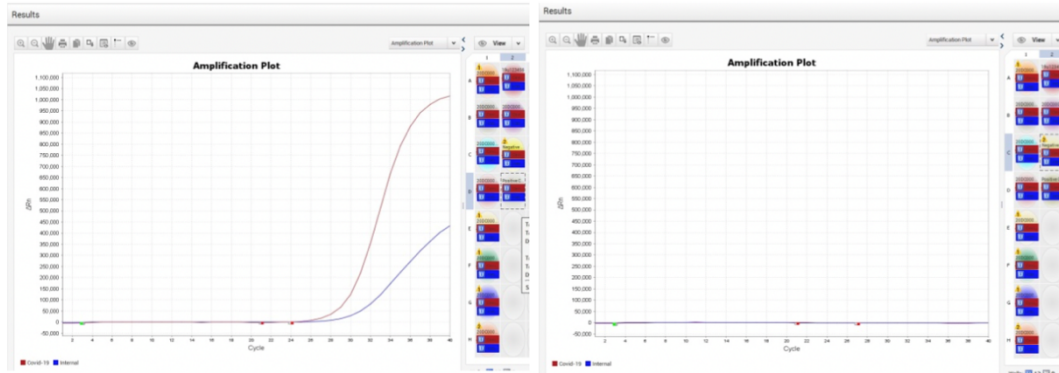 Results
Amplification Plot
View
Amplification Plot
1 2
1,100,000
1,050,000
1,000,000
950,000
900,000
850,000
800,000
750,000
700,000
650,000
600,000
550,000
500,000
450,000
400,000
350,000
300,000
250,000
200,000
150,000
100,000
50,000
0
-50,000
ΔRn
2 4 6 8 10 12 14 16 18 20 22 24 26 28 30 32 34 36 38 40
Cycle
Covid-19 Internal
A
B
C
Negative
D
E
F
G
H
Results
Amplification Plot
View
Amplification Plot
1 2
1,100,000
1,050,000
1,000,000
950,000
900,000
850,000
800,000
750,000
700,000
650,000
600,000
550,000
500,000
450,000
400,000
350,000
300,000
250,000
200,000
150,000
100,000
50,000
0
-50,000
ΔRn
2 4 6 8 10 12 14 16 18 20 22 24 26 28 30 32 34 36 38 40
Cycle
Covid-19 Internal
A
B
C
D
E
F
G
H